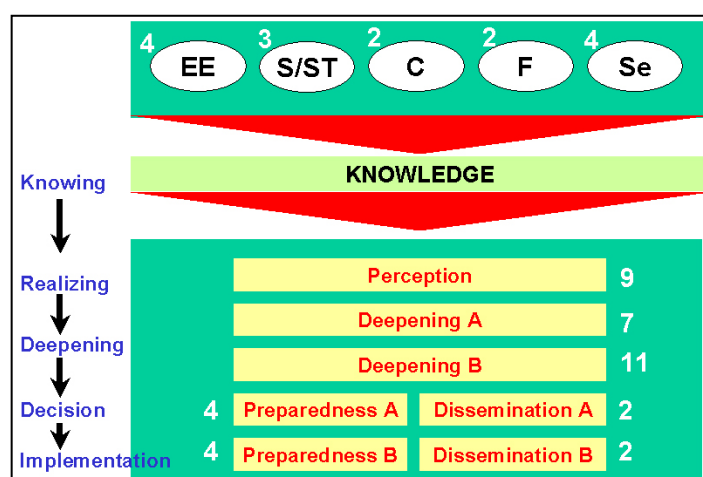 4 3 2 2 4
EE S/ST C F Se
KNOWLEDGE
Knowing
Perception 9
Realizing
Deepening A 7
Deepening
Deepening B 11
Decision 4 Preparedness A Dissemination A 2
Implementation 4 Preparedness B Dissemination B 2